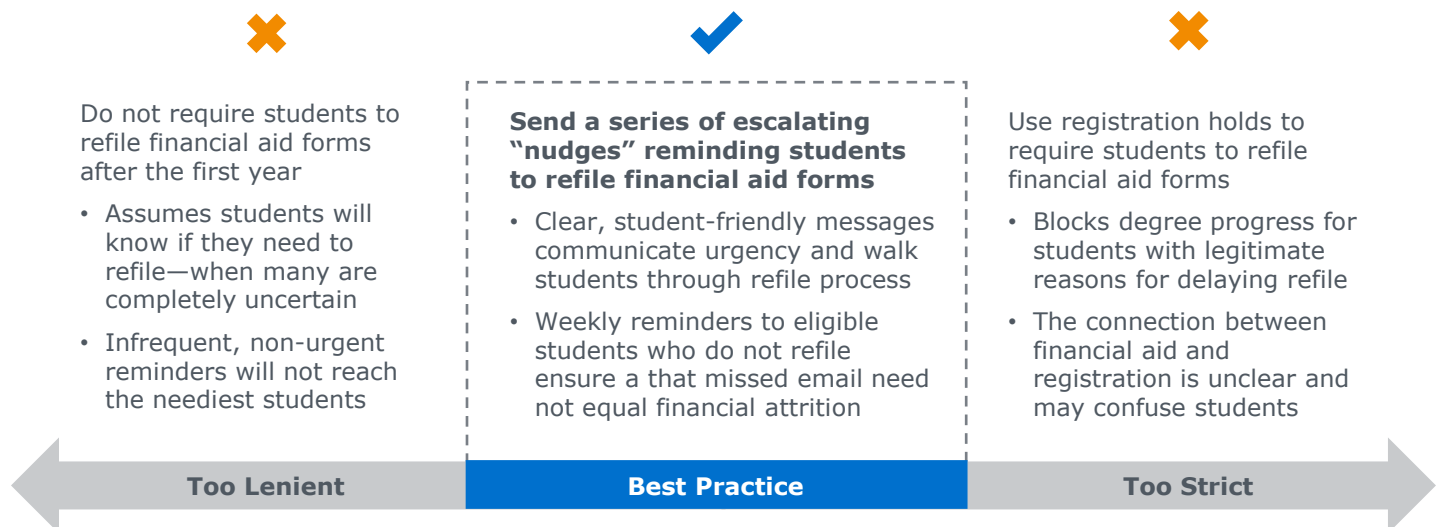 Do not require students to
refile financial aid forms
after the first year
• Assumes students will
know if they need to
refile—when many are
completely uncertain
• Infrequent, non-urgent
reminders will not reach
the neediest students
Send a series of escalating
“nudges” reminding students
to refile financial aid forms
• Clear, student-friendly messages
communicate urgency and walk
students through refile process
• Weekly reminders to eligible
students who do not refile
ensure a that missed email need
not equal financial attrition
Use registration holds to
require students to refile
financial aid forms
• Blocks degree progress for
students with legitimate
reasons for delaying refile
• The connection between
financial aid and
registration is unclear and
may confuse students
Too Lenient
Best Practice
Too Strict